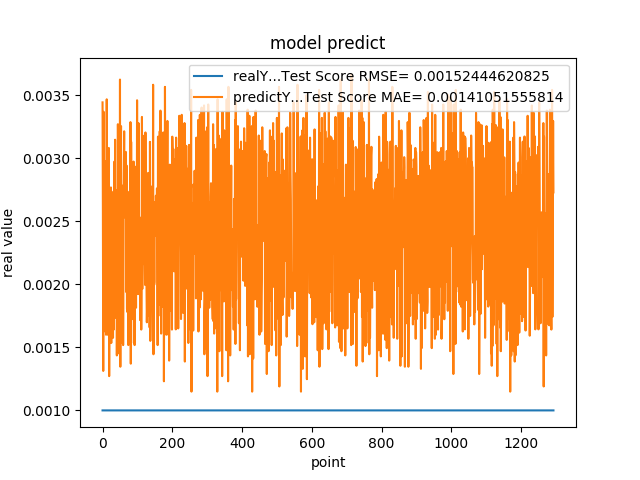 model predict
realY...Test Score RMSE= 0.00152444620825
predictY...Test Score MAE= 0.00141051555814
real value
0.0035
0.0030
0.0025
0.0020
0.0015
0.0010
0 200 400 600 800 1000 1200
point